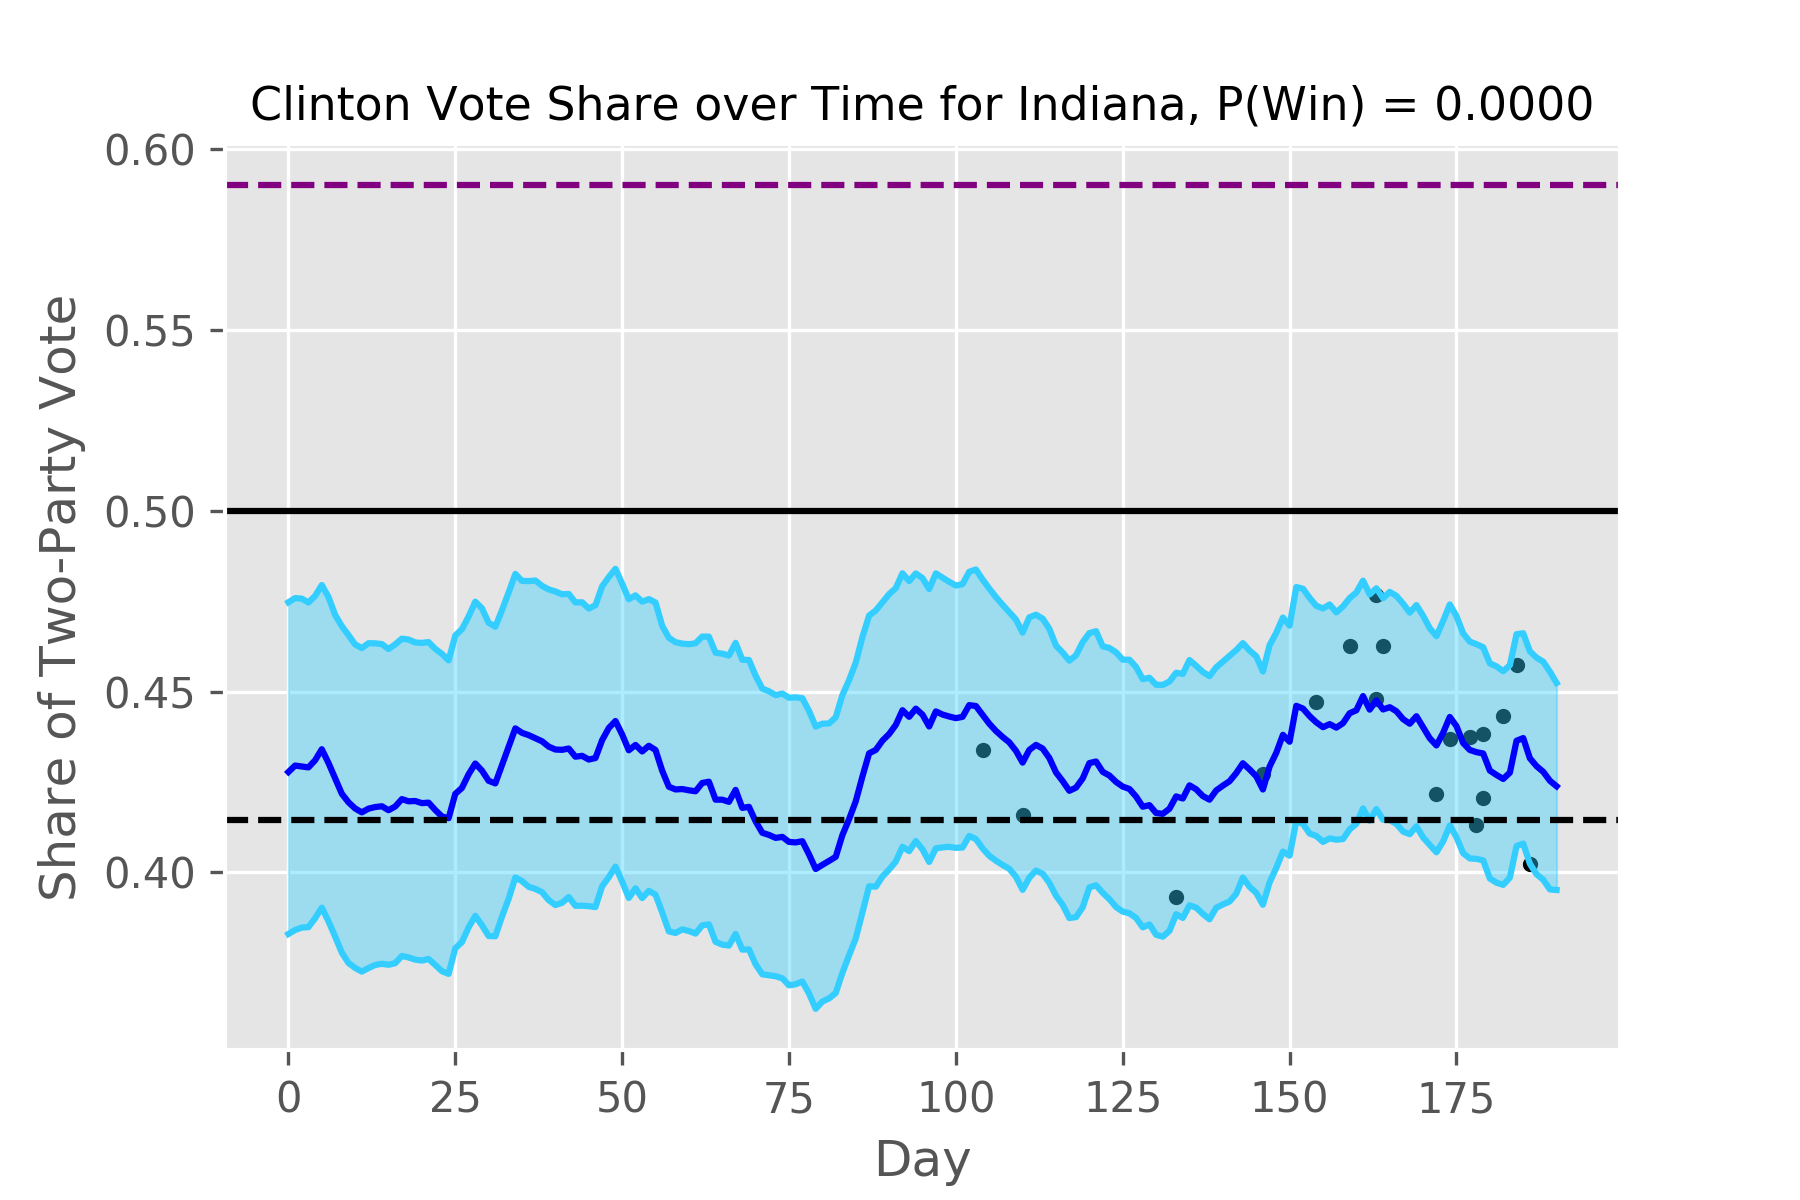 Clinton Vote Share over Time for Indiana, P(Win) = 0.0000
Share of Two-Party Vote
0.60
0.55
0.50
0.45
0.40
0 25 50 75 100 125 150 175
Day